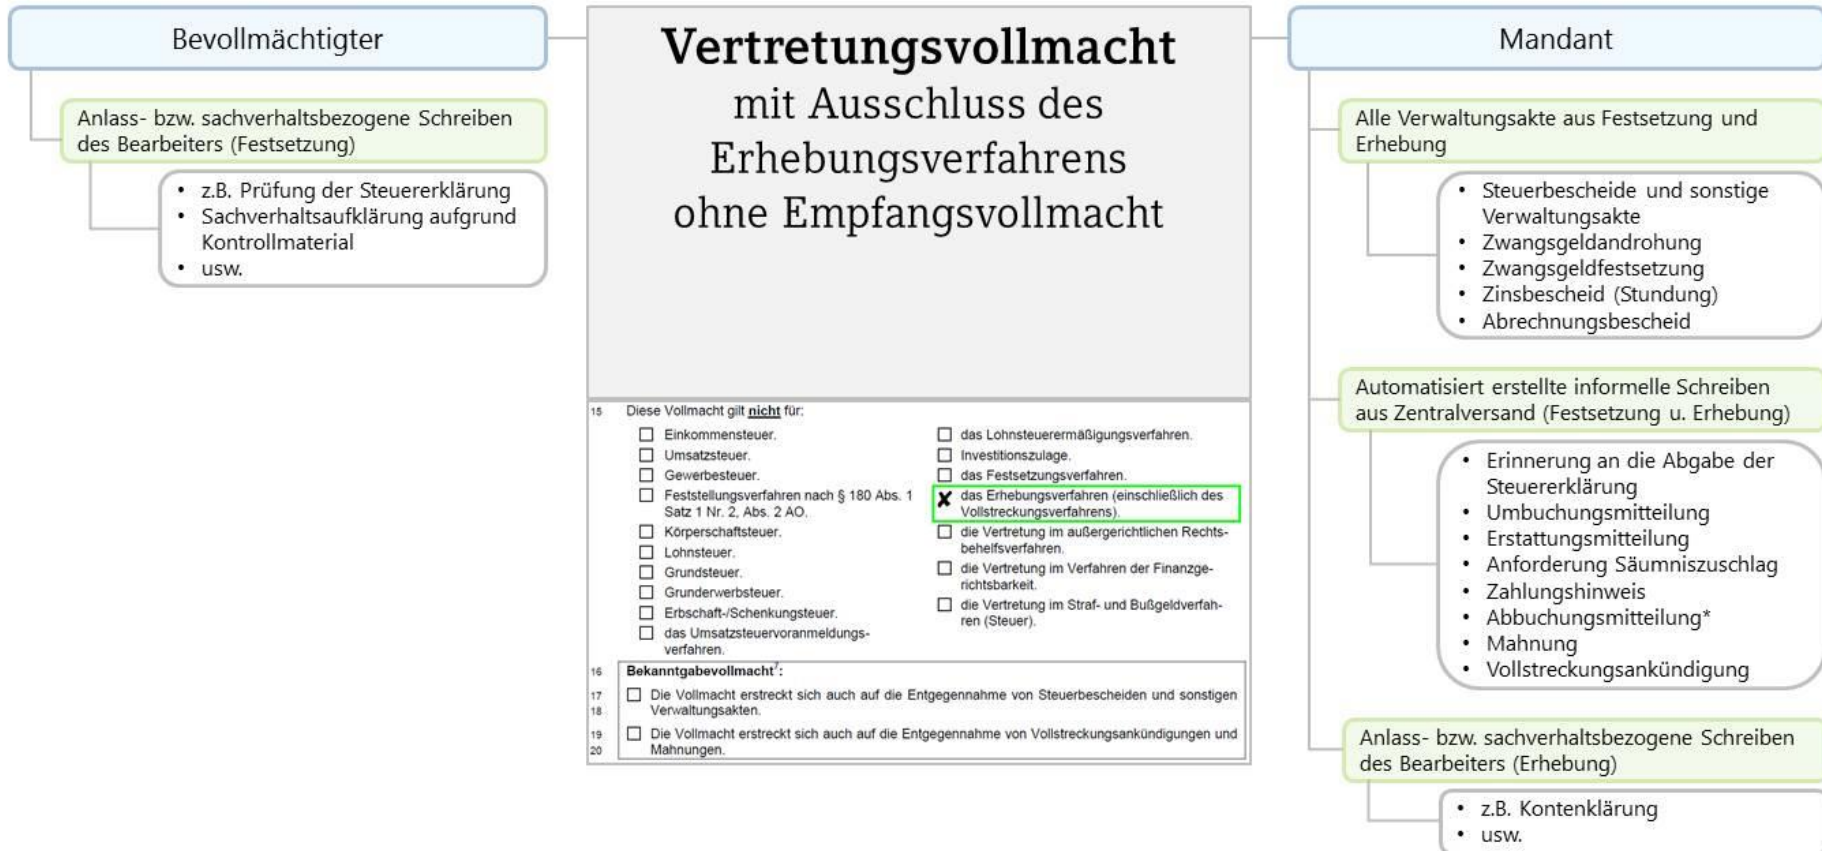 Bevollmächtigter
Anlass- bzw. sachverhaltsbezogene Schreiben
des Bearbeiters (Festsetzung)
• z.B. Prüfung der Steuererklärung
• Sachverhaltsaufklärung aufgrund
Kontrollmaterial
• usw.
Vertretungsvollmacht
mit Ausschluss des
Erhebungsverfahrens
ohne Empfangsvollmacht
15 Diese Vollmacht gilt nicht für:
Einkommensteuer.
Umsatzsteuer.
Gewerbesteuer.
Feststellungsverfahren nach § 180 Abs. 1
Satz 1 Nr. 2, Abs. 2 AO.
Körperschaftsteuer.
Lohnsteuer.
Grundsteuer.
Grunderwerbsteuer.
Erbschaft-/Schenkungsteuer.
das Umsatzsteuervoranmeldungs-
verfahren.
das Lohnsteuerermäßigungsverfahren.
Investitionszulage.
das Festsetzungsverfahren.
✘ das Erhebungsverfahren (einschließlich des
Vollstreckungsverfahrens).
die Vertretung im außergerichtlichen Rechts-
behelfsverfahren.
die Vertretung im Verfahren der Finanzge-
richtsbarkeit.
die Vertretung im Straf- und Bußgeldverfah-
ren (Steuer).
16 Bekanntgabevollmacht7:
17 Die Vollmacht erstreckt sich auch auf die Entgegennahme von Steuerbescheiden und sonstigen
18 Verwaltungsakten.
19 Die Vollmacht erstreckt sich auch auf die Entgegennahme von Vollstreckungsankündigungen und
20 Mahnungen.
Mandant
Alle Verwaltungsakte aus Festsetzung und
Erhebung
• Steuerbescheide und sonstige
Verwaltungsakte
• Zwangsgeldandrohung
• Zwangsgeldfestsetzung
• Zinsbescheid (Stundung)
• Abrechnungsbescheid
Automatisiert erstellte informelle Schreiben
aus Zentralversand (Festsetzung u. Erhebung)
• Erinnerung an die Abgabe der
Steuererklärung
• Umbuchungsmitteilung
• Erstattungsmitteilung
• Anforderung Säumniszuschlag
• Zahlungshinweis
• Abbuchungsmitteilung*
• Mahnung
• Vollstreckungsankündigung
Anlass- bzw. sachverhaltsbezogene Schreiben
des Bearbeiters (Erhebung)
• z.B. Kontenklärung
• usw.